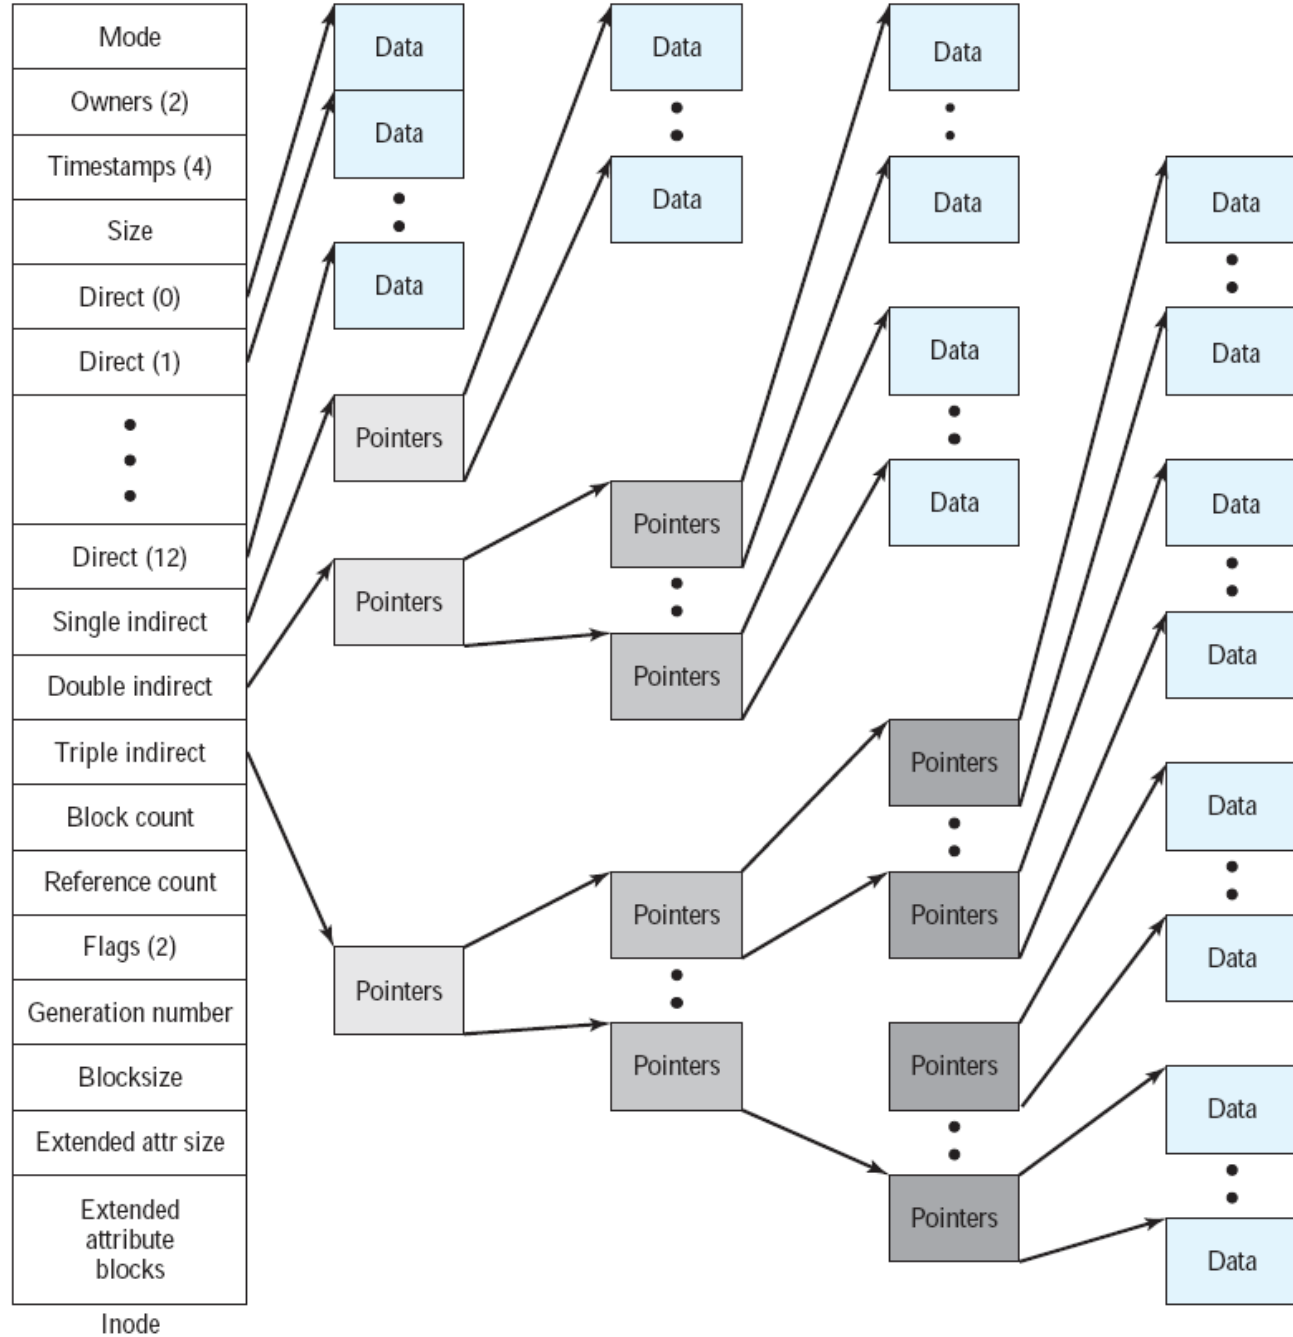 Mode
Owners (2)
Timestamps (4)
Size
Direct (0)
Direct (1)
Direct (12)
Single indirect
Double indirect
Triple indirect
Block count
Reference count
Flags (2)
Generation number
Blocksize
Extended attr size
Extended
attribute
blocks
Inode
Data
Data
Data
Pointers
Pointers
Pointers
Data
Data
Pointers
Pointers
Pointers
Pointers
Data
Data
Data
Data
Pointers
Pointers
Pointers
Pointers
Data
Data
Data
Data
Data
Data
Data
Data